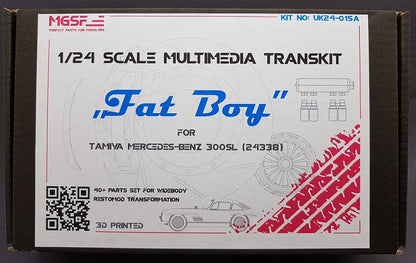 MGSF
PERFECT PARTS FOR MODELERS
KIT NO: UK24-015A
1/24 SCALE MULTIMEDIA TRANSKIT
„Fat Boy”
FOR
TAMIYA MERCEDES-BENZ 300SL (24338)
40+ PARTS SET FOR WIDEBODY
RESTOMOD TRANSFORMATION
3D PRINTED